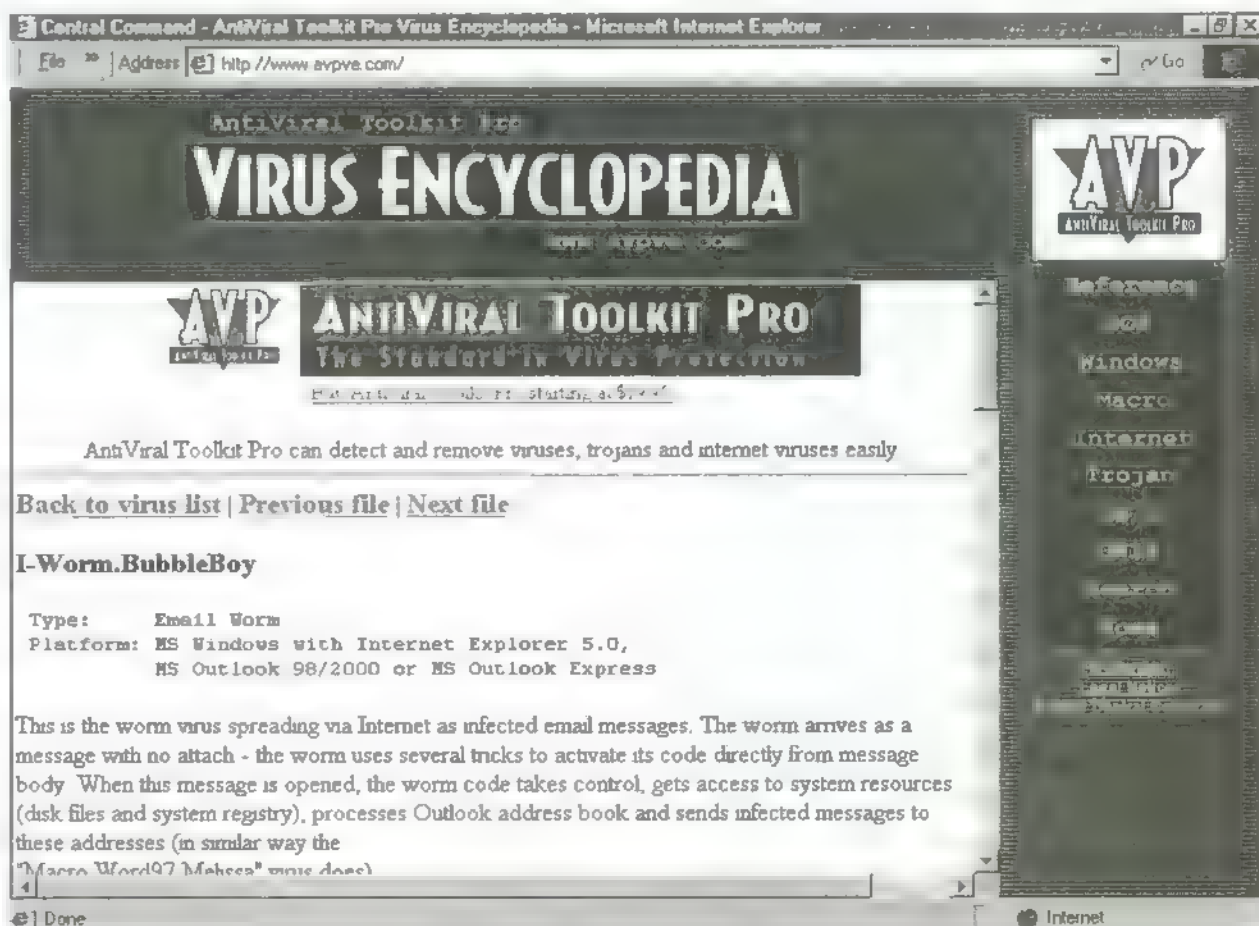 Central Command - AntiViral Toolkit Pro Virus Encyclopedia - Microsoft Internet Explorer
File » Address http //www avpve.com/ Go
AntiViral Toolkit Pro
VIRUS ENCYCLOPEDIA
AVP
ANTIVIRAL TOOLKIT PRO
AVP
ANTIVIRAL TOOLKIT PRO
ANTIVIRAL TOOLKIT PRO
The Standard in Virus Protection
starting
AntiViral Toolkit Pro can detect and remove viruses, trojans and internet viruses easily
Back to virus list | Previous file | Next file
I-Worm.BubbleBoy
Type: Email Worm
Platform: MS Windows with Internet Explorer 5.0,
MS Outlook 98/2000 or MS Outlook Express
This is the worm virus spreading via Internet as infected email messages. The worm arrives as a
message with no attach - the worm uses several tricks to activate its code directly from message
body When this message is opened, the worm code takes control, gets access to system resources
(disk files and system registry), processes Outlook address book and sends infected messages to
these addresses (in similar way the
"Macro Word97 Melissa" virus does)
Windows
Macro
Internet
Trojan
Done
Internet